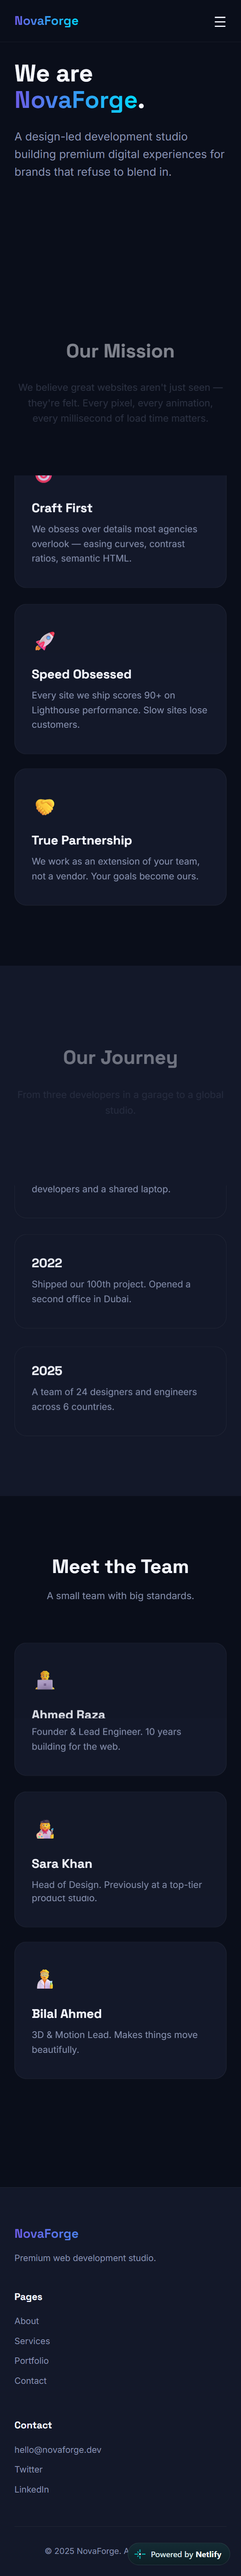 NovaForge
We are
NovaForge.
A design-led development studio
building premium digital experiences for
brands that refuse to blend in.
Our Mission
We believe great websites aren't just seen —
they're felt. Every pixel, every animation,
every millisecond of load time matters.
Craft First
We obsess over details most agencies
overlook — easing curves, contrast
ratios, semantic HTML.
Speed Obsessed
Every site we ship scores 90+ on
Lighthouse performance. Slow sites lose
customers.
True Partnership
We work as an extension of your team,
not a vendor. Your goals become ours.
Our Journey
From three developers in a garage to a global
studio.
developers and a shared laptop.
2022
Shipped our 100th project. Opened a
second office in Dubai.
2025
A team of 24 designers and engineers
across 6 countries.
Meet the Team
A small team with big standards.
Ahmed Raza
Founder & Lead Engineer. 10 years
building for the web.
Sara Khan
Head of Design. Previously at a top-tier
product studio.
Bilal Ahmed
3D & Motion Lead. Makes things move
beautifully.
NovaForge
Premium web development studio.
Pages
About
Services
Portfolio
Contact
Contact
hello@novaforge.dev
Twitter
LinkedIn
© 2025 NovaForge. A
Powered by Netlify